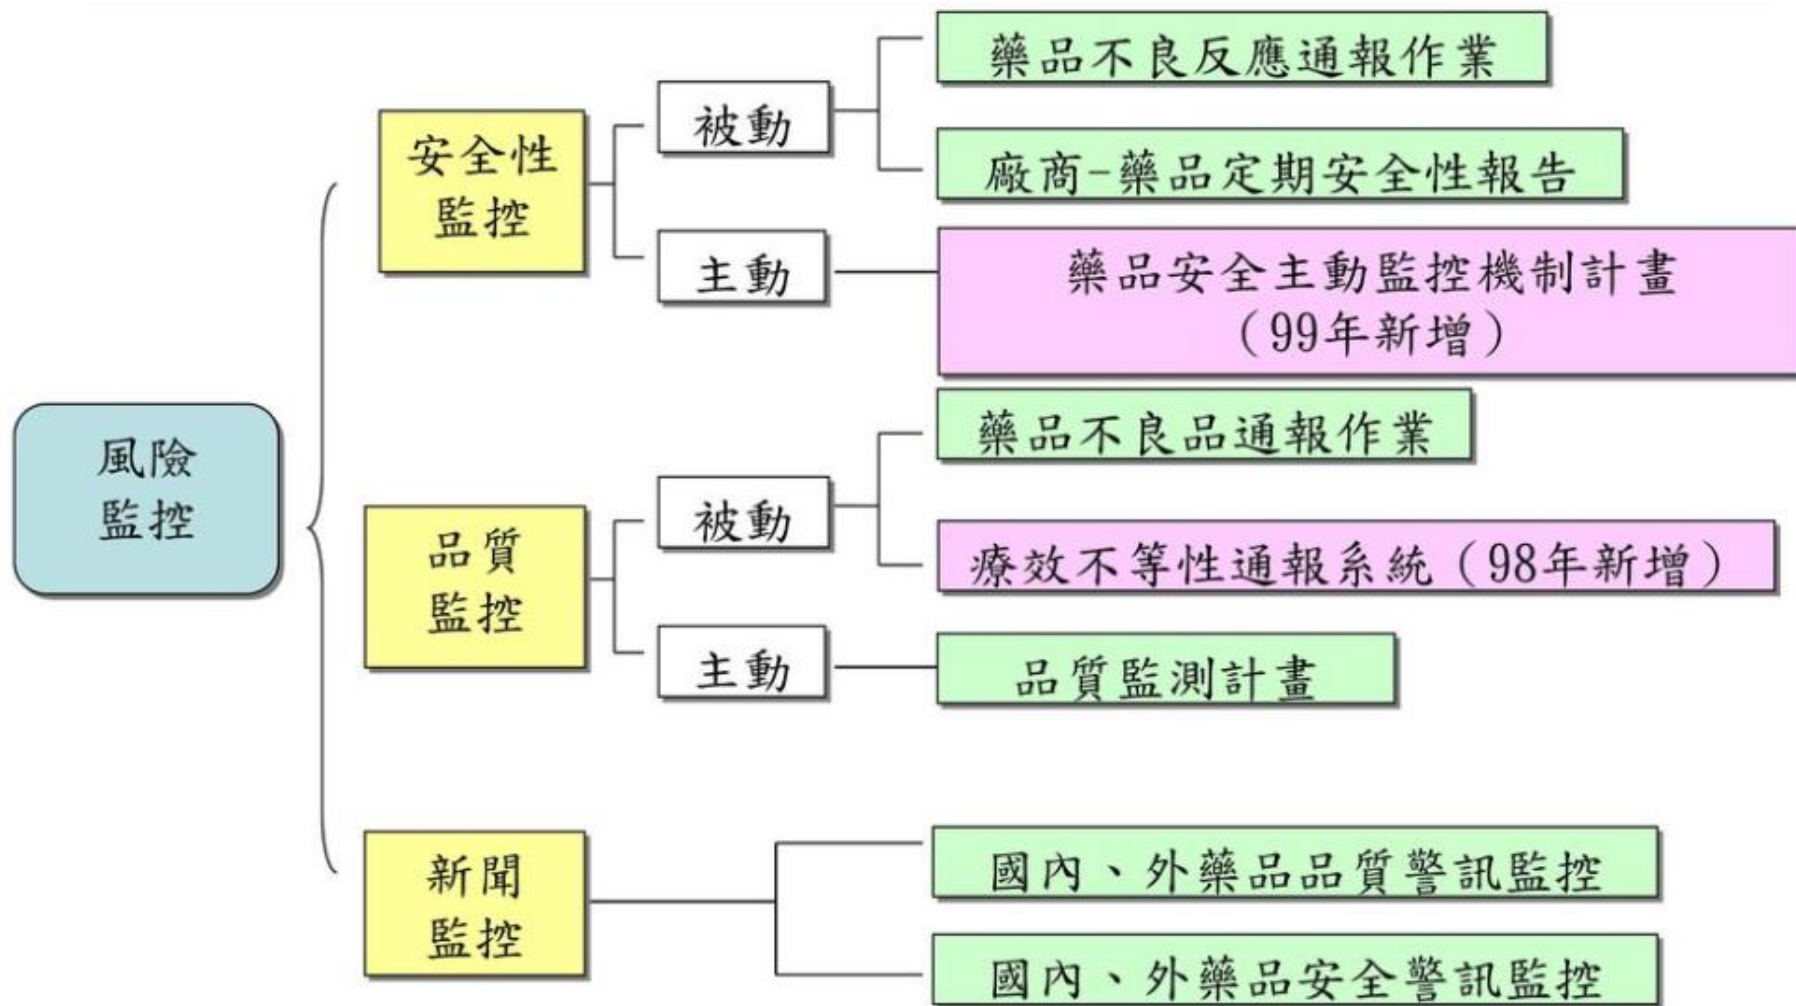 風險
監控
安全性
監控
被動
藥品不良反應通報作業
廠商-藥品定期安全性報告
主動
藥品安全主動監控機制計畫
（99年新增）
品質
監控
被動
藥品不良品通報作業
療效不等性通報系統（98年新增）
主動
品質監測計畫
新聞
監控
國內、外藥品品質警訊監控
國內、外藥品安全警訊監控